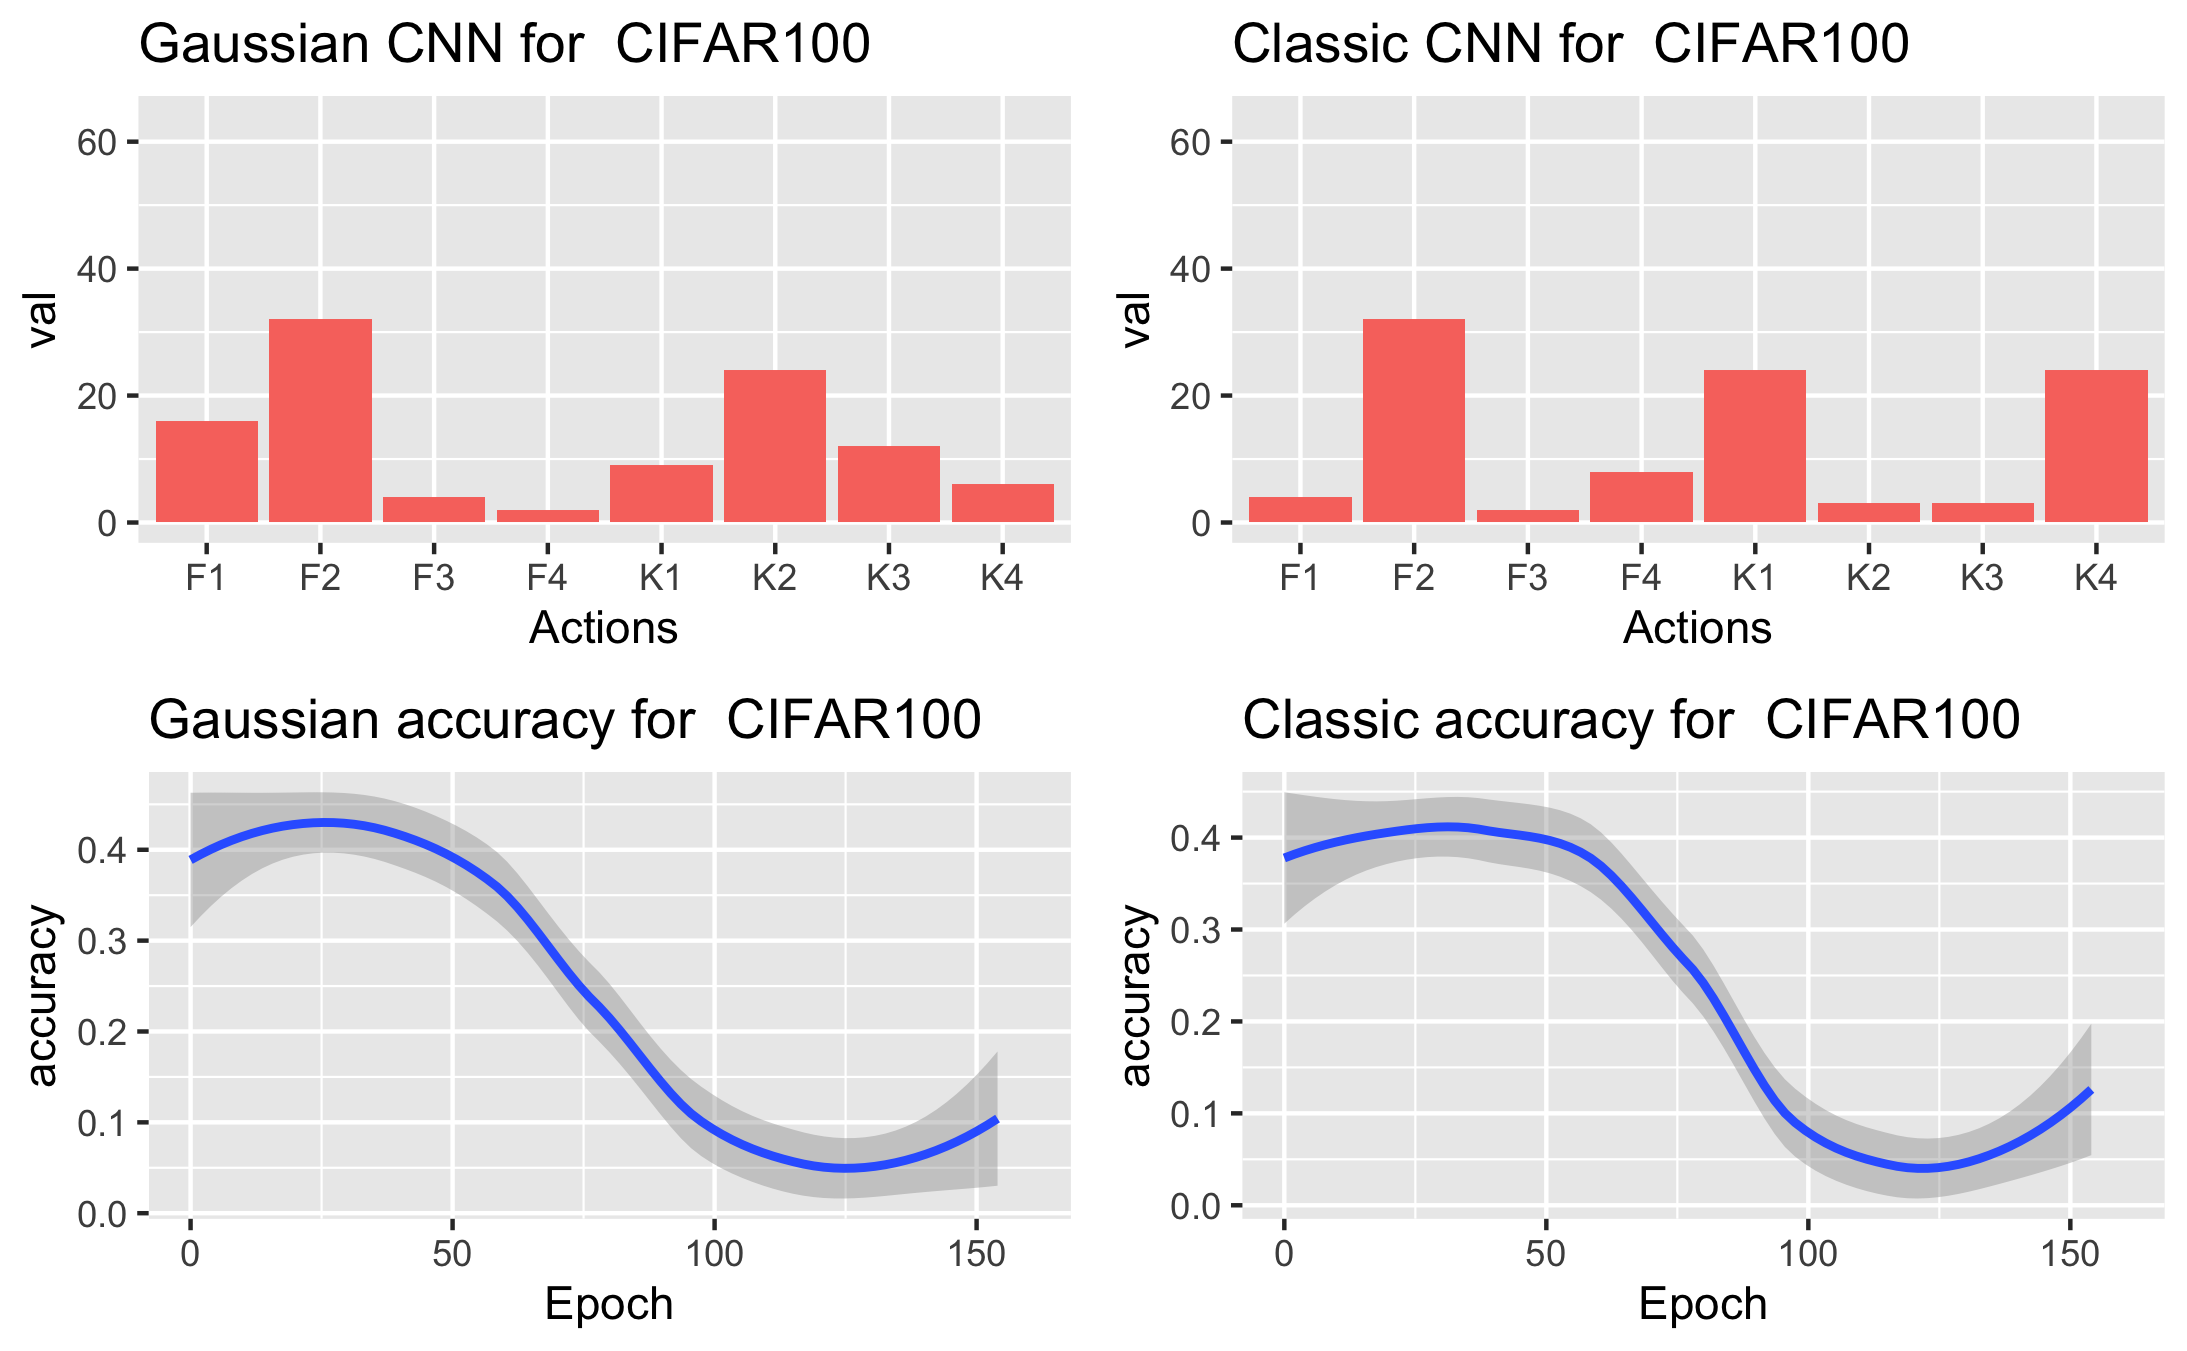 Gaussian CNN for  CIFAR100
60
40
20
0
val
F1 F2 F3 F4 K1 K2 K3 K4
Actions
Classic CNN for  CIFAR100
60
40
20
0
val
F1 F2 F3 F4 K1 K2 K3 K4
Actions
Gaussian accuracy for  CIFAR100
0.4
0.3
0.2
0.1
0.0
accuracy
0 50 100 150
Epoch
Classic accuracy for  CIFAR100
0.4
0.3
0.2
0.1
0.0
accuracy
0 50 100 150
Epoch